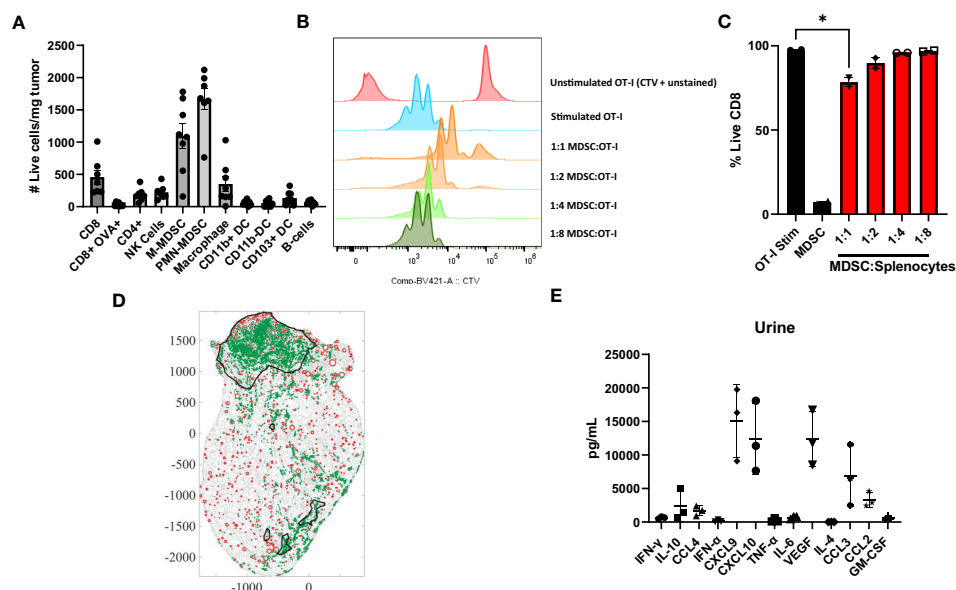 A
# Live cells/mg tumor
2500
2000
1500
1000
500
0
CD8
CD8+ OVA+
CD4+
NK Cells
M-MDSC
PMN-MDSC
Macrophage
CD11b+ DC
CD11b-DC
CD103+ DC
B-cells
B
Unstimulated OT-I (CTV + unstained)
Stimulated OT-I
1:1 MDSC:OT-I
1:2 MDSC:OT-I
1:4 MDSC:OT-I
1:8 MDSC:OT-I
0
10³
10⁴
10⁵
10⁶
Comp-BV421-A :: CTV
C
*
% Live CD8
100
50
0
OT-I Stim
MDSC
1:1
1:2
1:4
1:8
MDSC:Splenocytes
D
1500
1000
500
0
-500
-1000
-1500
-2000
-1000
0
E
Urine
pg/mL
25000
20000
15000
10000
5000
0
IFN-γ
IL-10
CCL4
IFN-α
CXCL9
CXCL10
TNF-α
IL-6
VEGF
IL-4
CCL3
CCL2
GM-CSF